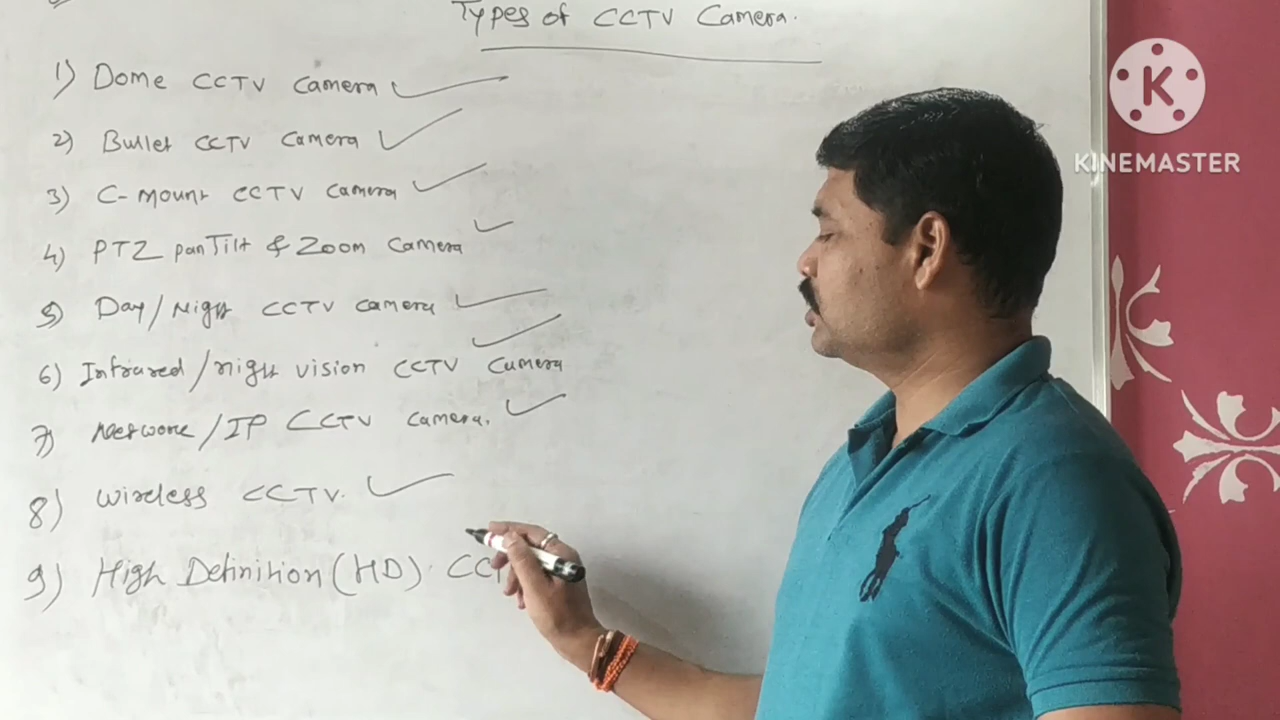 Types of CCTV Camera.
1) Dome CCTV Camera
2) Bullet CCTV Camera
3) C-mount CCTV Camera
4) PTZ panTilt & Zoom Camera
5) Day/Night CCTV Camera
6) Infrared/night vision CCTV Camera
7) Network/IP CCTV Camera.
8) Wireless CCTV.
9) High Definition (HD). CCT
K
KINEMASTER